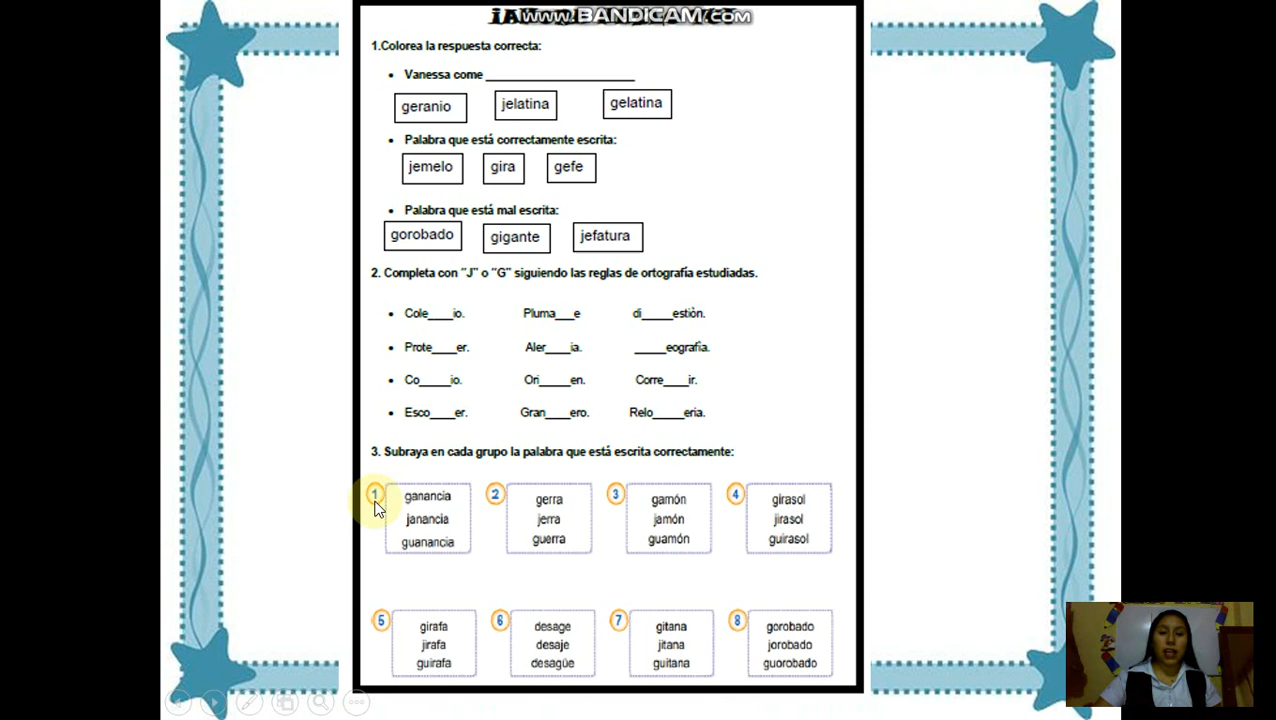 www.BANDICAM.com
1.Colorea la respuesta correcta:
• Vanessa come ____________________
geranio jelatina gelatina
• Palabra que está correctamente escrita:
jemelo gira gefe
• Palabra que está mal escrita:
gorobado gigante jefatura
2. Completa con "J" o "G" siguiendo las reglas de ortografía estudiadas.
• Cole____io. Pluma___e di_____estiòn.
• Prote____er. Aler____ia. _____eografìa.
• Co_____io. Ori_____en. Corre____ir.
• Esco____er. Gran____ero. Relo_____eria.
3. Subraya en cada grupo la palabra que está escrita correctamente:
1 2 3 4
ganancia gerra gamón girasol
janancia jerra jamón jirasol
guanancia guerra guamón guirasol
5 6 7 8
girafa desage gitana gorobado
jirafa desaje jitana jorobado
guirafa desagüe guitana guorobado